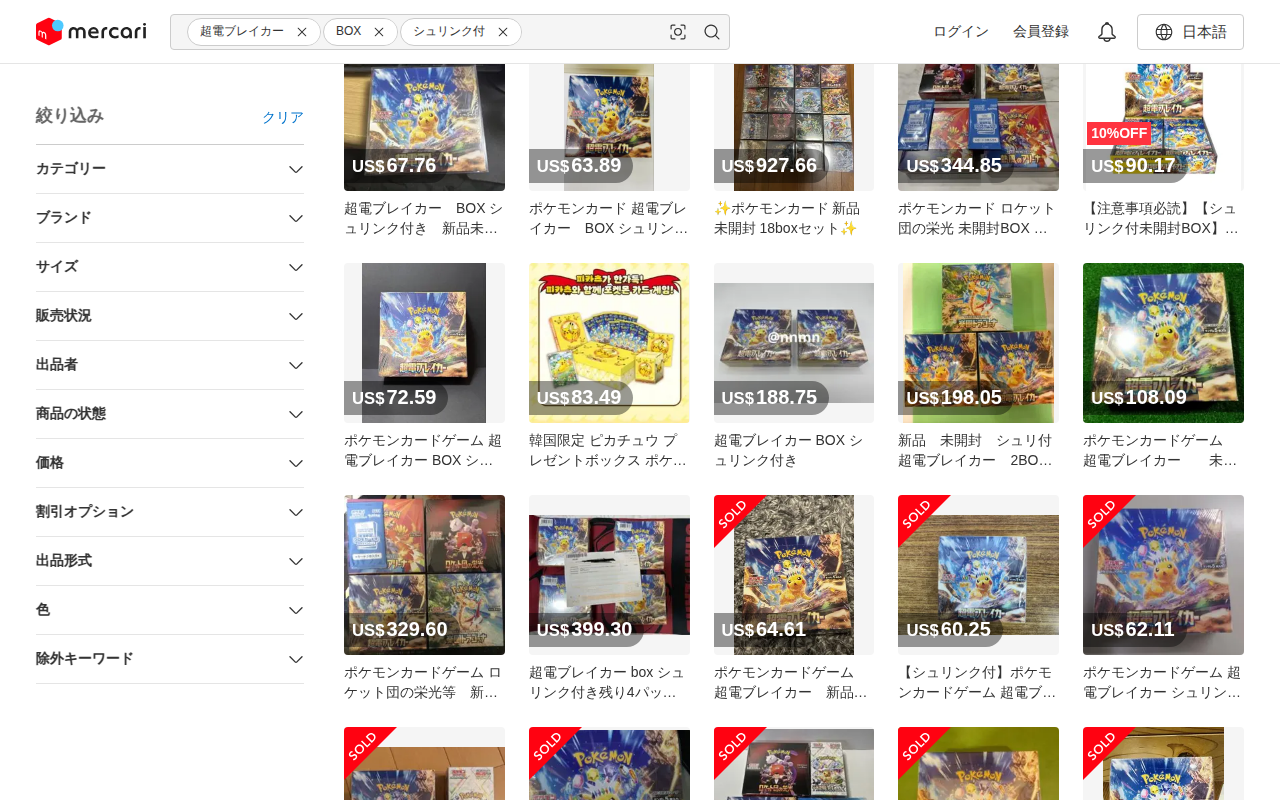 mercari
超電ブレイカー
BOX
シュリンク付
ログイン
会員登録
日本語
絞り込み
クリア
カテゴリー
ブランド
サイズ
販売状況
出品者
商品の状態
価格
割引オプション
出品形式
色
除外キーワード
US$67.76
超電ブレイカー　BOX シュリンク付き　新品未…
US$63.89
ポケモンカード 超電ブレイカー　BOX シュリン…
US$927.66
✨ポケモンカード 新品未開封 18boxセット✨
US$344.85
ポケモンカード ロケット団の栄光 未開封BOX …
10%OFF
US$90.17
【注意事項必読】【シュリンク付未開封BOX】…
US$72.59
ポケモンカードゲーム 超電ブレイカー BOX シ…
피카츄가 한가득!
피카츄와 함께 포켓몬 카드 게임!
US$83.49
韓国限定 ピカチュウ プレゼントボックス ポケ…
@nnmn
US$188.75
超電ブレイカー BOX シュリンク付き
US$198.05
新品　未開封　シュリ付　超電ブレイカー　2BO…
US$108.09
ポケモンカードゲーム　超電ブレイカー　　未…
US$329.60
ポケモンカードゲーム ロケット団の栄光等　新…
US$399.30
超電ブレイカー box シュリンク付き残り4パッ…
SOLD
US$64.61
ポケモンカードゲーム　超電ブレイカー　新品…
SOLD
US$60.25
【シュリンク付】ポケモンカードゲーム 超電ブ…
SOLD
US$62.11
ポケモンカードゲーム 超電ブレイカー シュリン…
SOLD
SOLD
SOLD
SOLD
SOLD